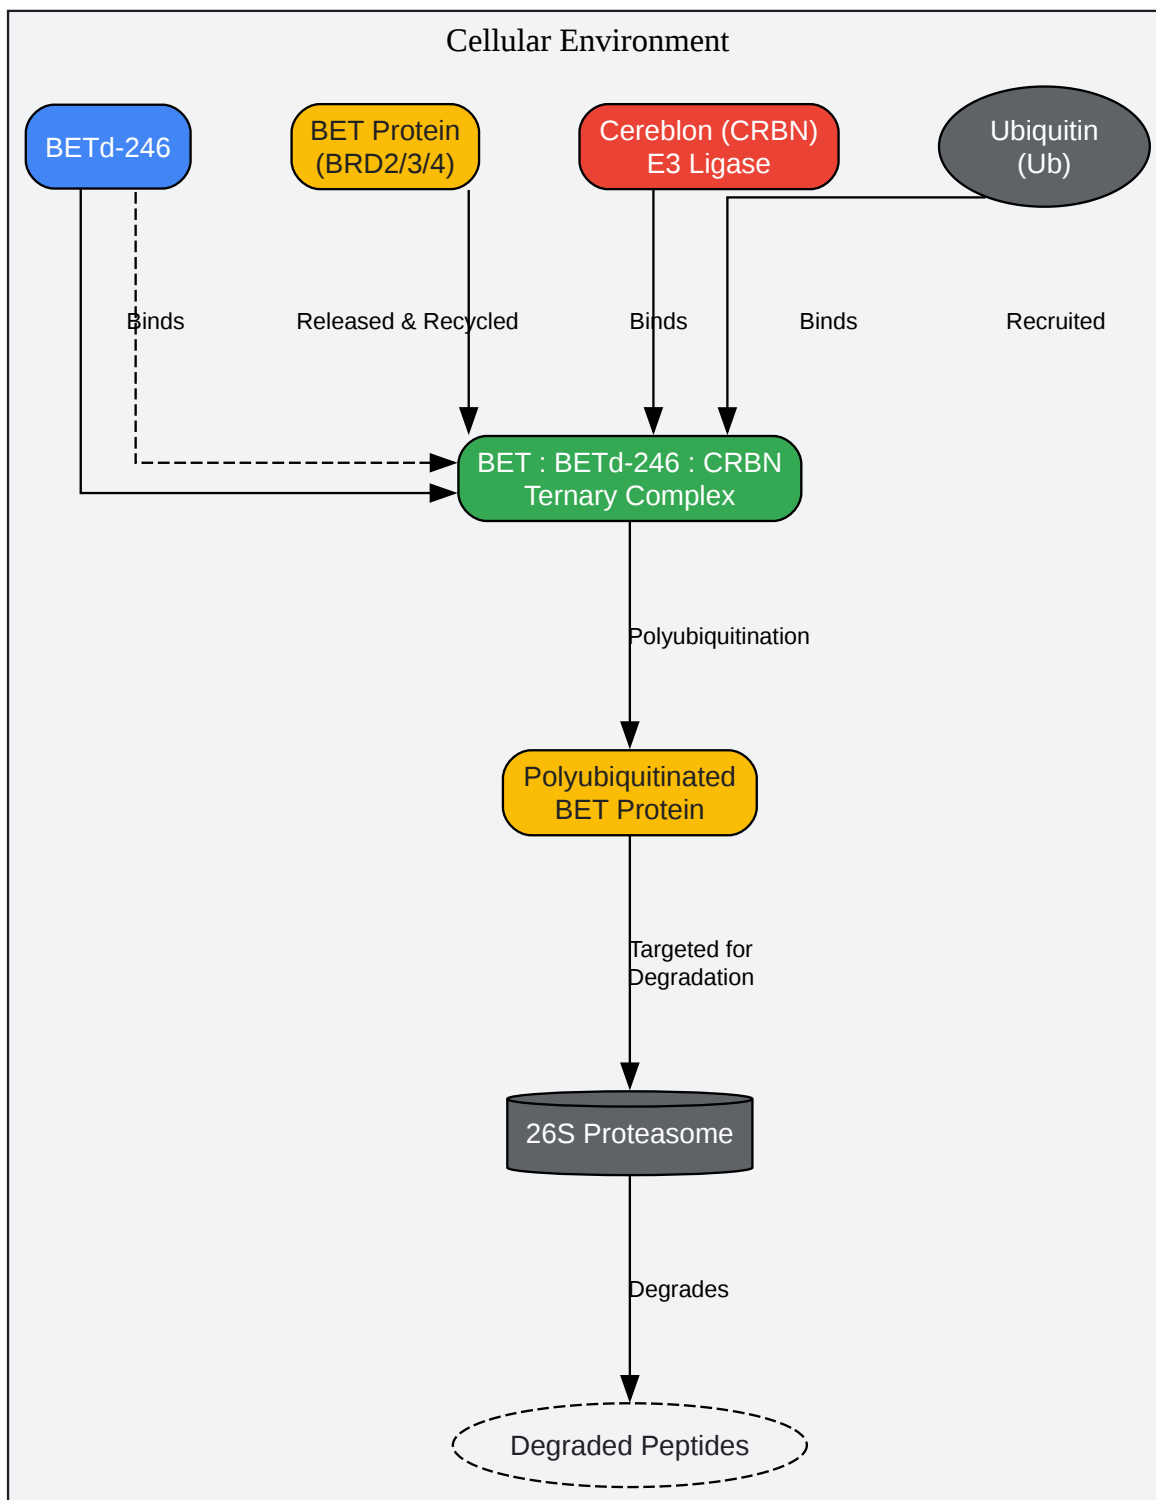 Cellular Environment
BETd-246
BET Protein
(BRD2/3/4)
Cereblon (CRBN)
E3 Ligase
Ubiquitin
(Ub)
Binds
Released & Recycled
Binds
Binds
Recruited
BET : BETd-246 : CRBN
Ternary Complex
Polyubiquitination
Polyubiquitinated
BET Protein
Targeted for
Degradation
26S Proteasome
Degrades
Degraded Peptides